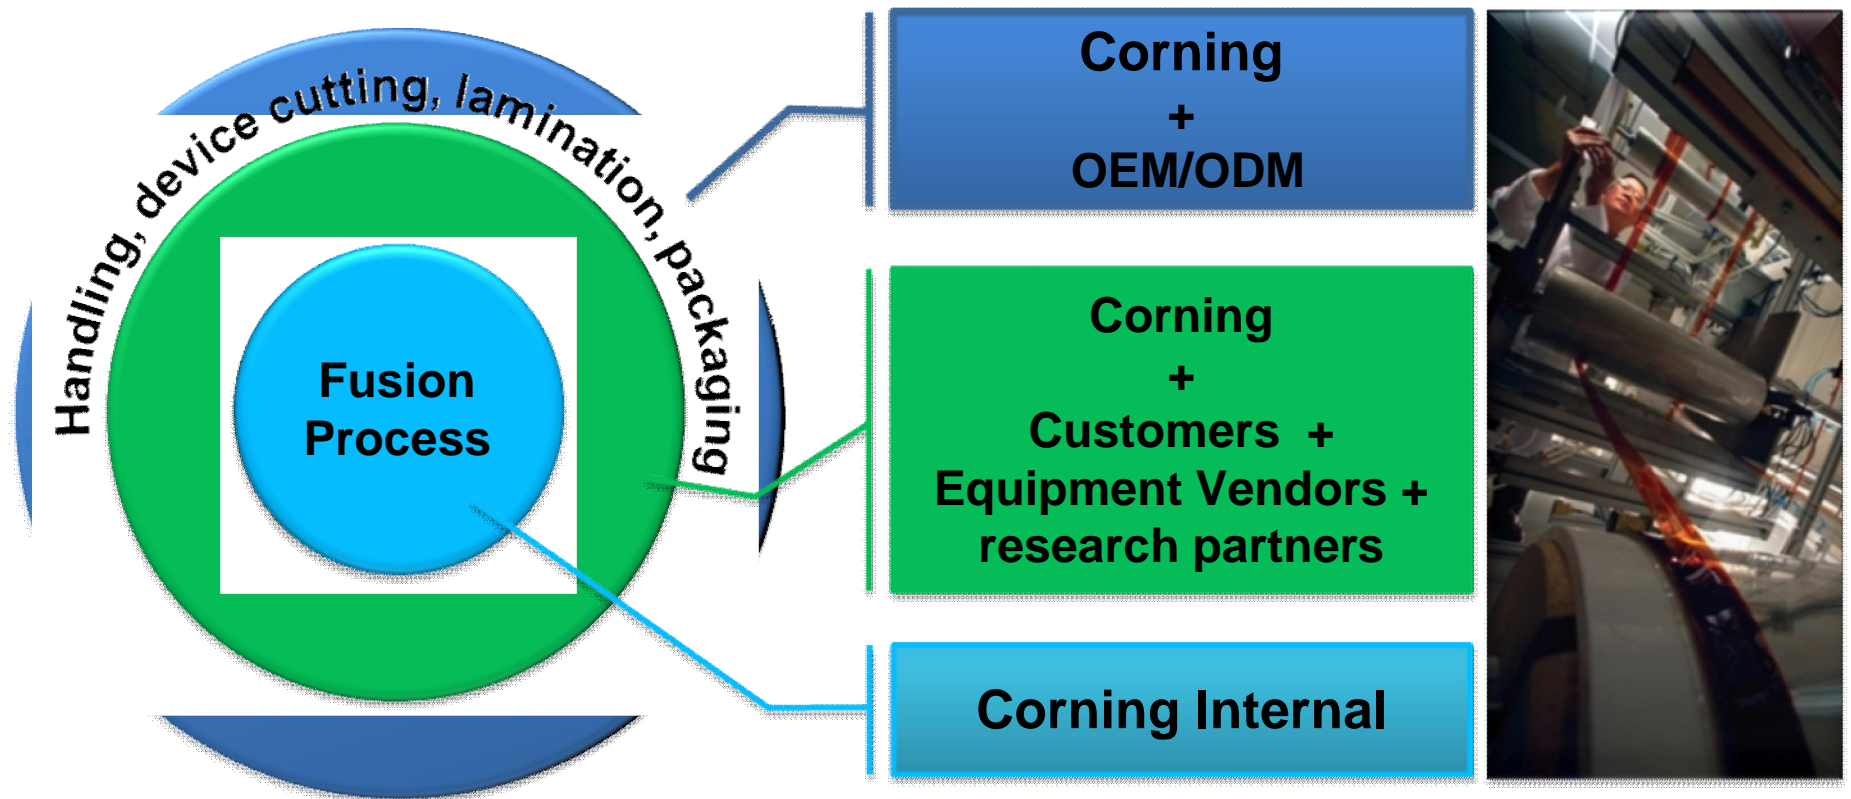 Handling, device cutting, lamination, packaging
Fusion
Process
Corning
+
OEM/ODM
Corning
+
Customers +
Equipment Vendors +
research partners
Corning Internal